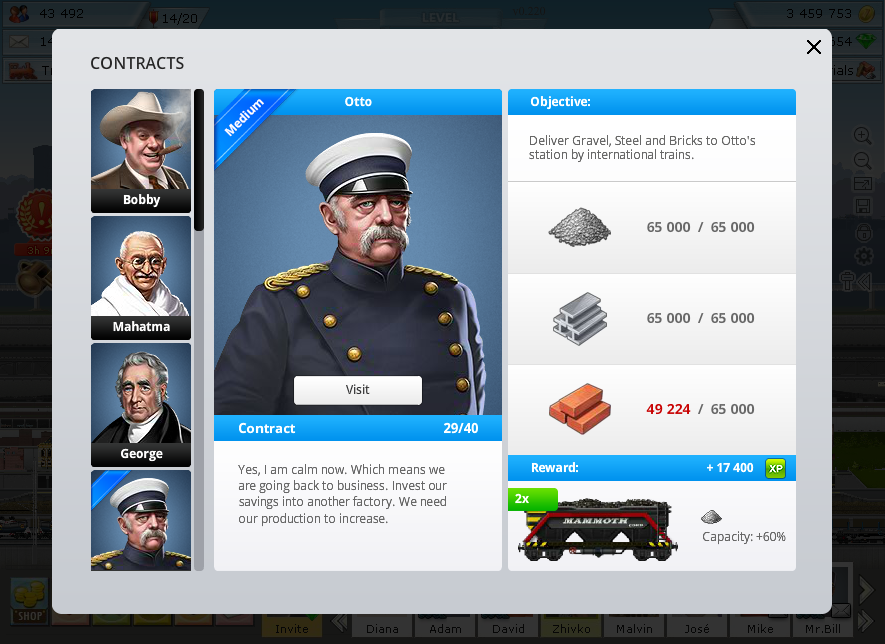 43 492
14/20
LEVEL
3 459 753
CONTRACTS
Bobby
Mahatma
George
Medium
Otto
Visit
Contract 29/40
Yes, I am calm now. Which means we
are going back to business. Invest our
savings into another factory. We need
our production to increase.
Objective:
Deliver Gravel, Steel and Bricks to Otto's
station by international trains.
65 000 / 65 000
65 000 / 65 000
49 224 / 65 000
Reward: + 17 400 XP
2x
MAMMOTH
Capacity: +60%
SHOP
Invite
Diana
Adam
David
Zhivko
Malvin
José
Mike
Mr.Bill